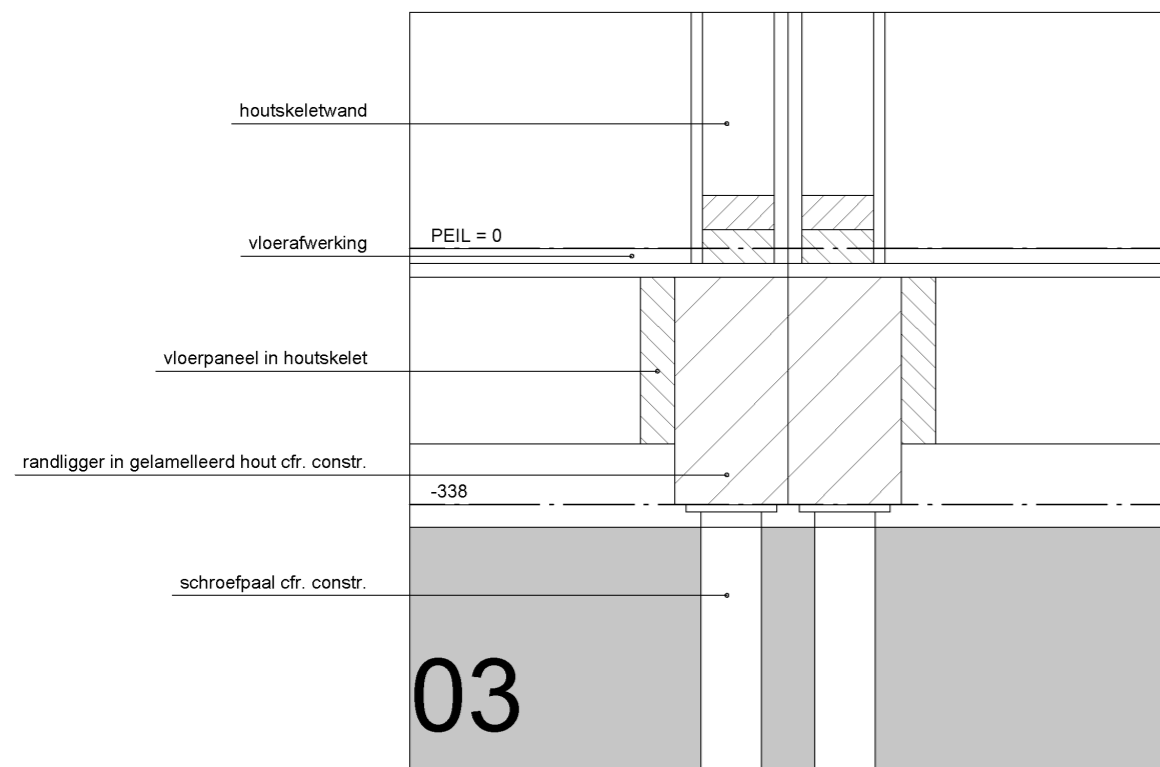 houtskeletwand
PEIL = 0
vloerafwerking
vloerpaneel in houtskelet
randligger in gelamelleerd hout cfr. constr.
-338
schroefpaal cfr. constr.
03